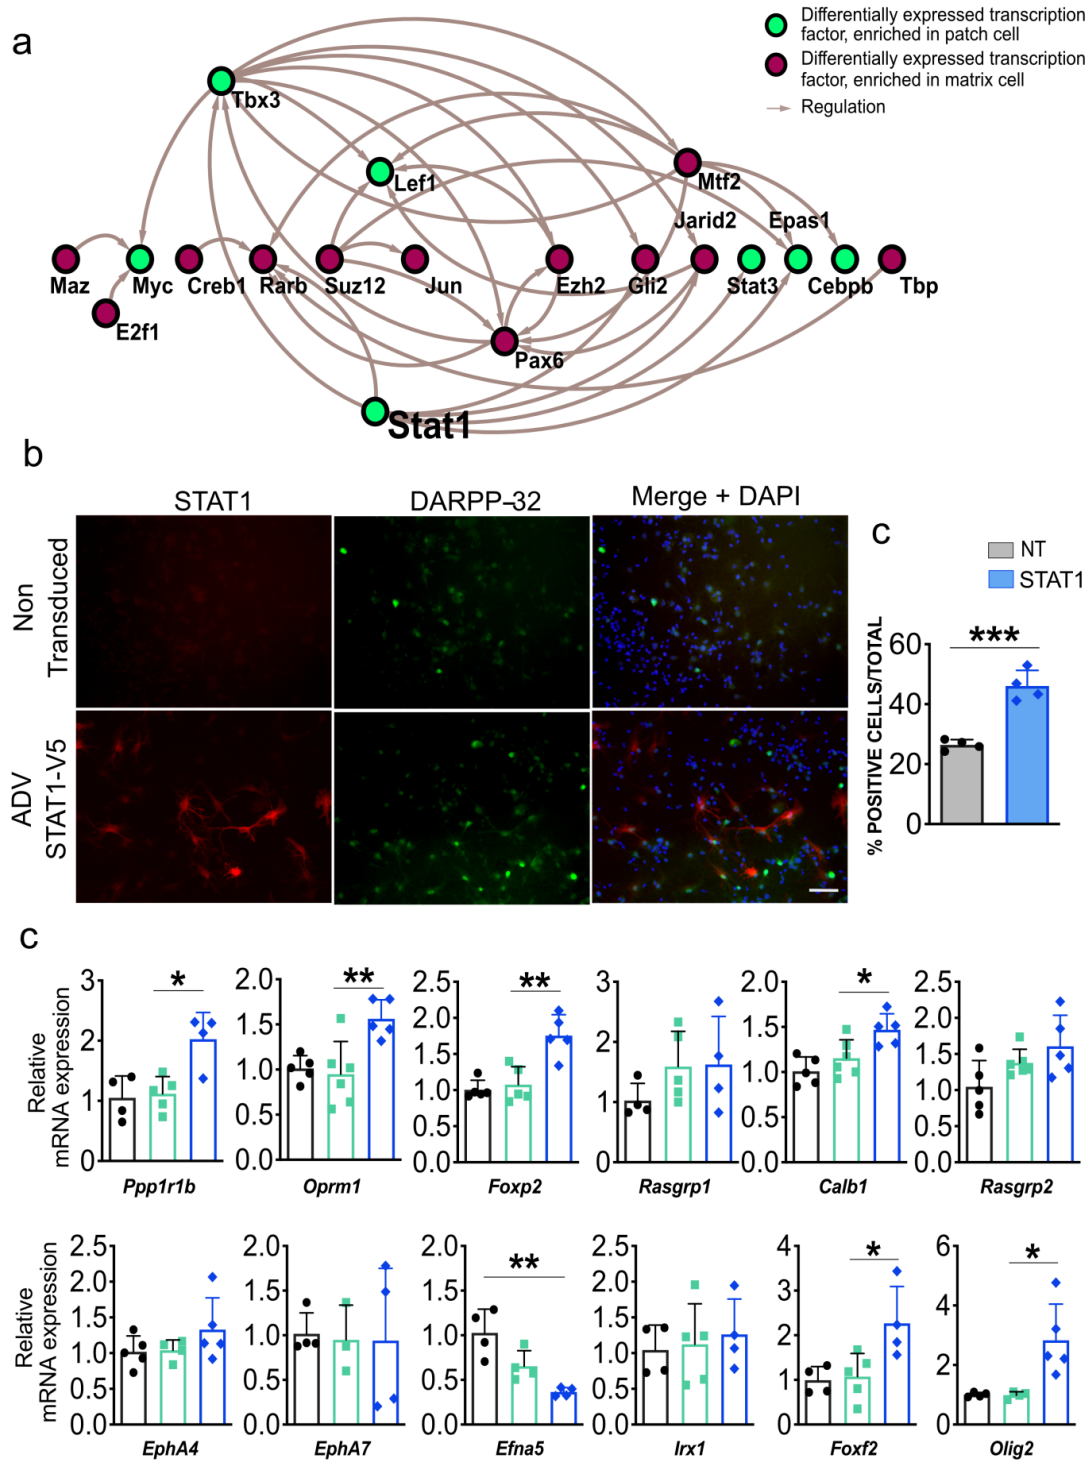 a
Differentially expressed transcription
factor, enriched in patch cell
Differentially expressed transcription
factor, enriched in matrix cell
Regulation
Tbx3
Lef1
Mtf2
Jarid2
Epas1
Maz
Myc
Creb1
Rarb
Suz12
Jun
Ezh2
Gli2
Stat3
Cebpb
Tbp
E2f1
Pax6
Stat1
b
STAT1
DARPP-32
Merge + DAPI
Non
Transduced
ADV
STAT1-V5
c
NT
STAT1
***
% POSITIVE CELLS/TOTAL
60
40
20
0
c
Relative
mRNA expression
3
2
1
0
*
Ppp1r1b
2.0
1.5
1.0
0.5
0.0
**
Oprm1
2.5
2.0
1.5
1.0
0.5
0.0
**
Foxp2
3
2
1
0
Rasgrp1
2.0
1.5
1.0
0.5
0.0
*
Calb1
2.5
2.0
1.5
1.0
0.5
0.0
Rasgrp2
Relative
mRNA expression
2.5
2.0
1.5
1.0
0.5
0.0
EphA4
2.0
1.5
1.0
0.5
0.0
EphA7
2.0
1.5
1.0
0.5
0.0
**
Efna5
2.5
2.0
1.5
1.0
0.5
0.0
Irx1
4
3
2
1
0
*
Foxf2
6
4
2
0
*
Olig2